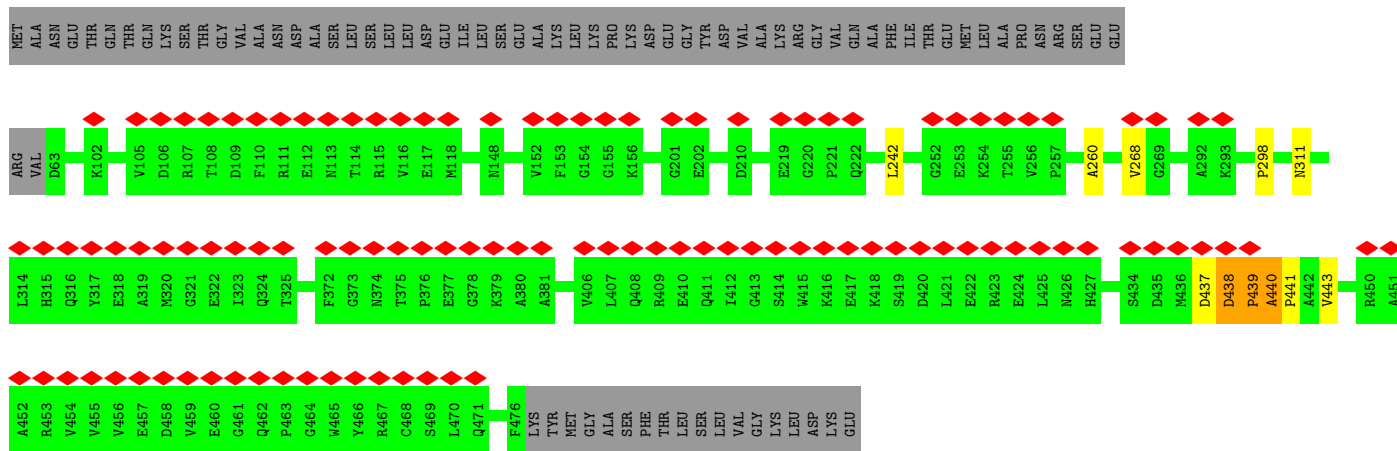 MET ALA ASN GLU THR GLN THR GLN LYS SER THR GLY VAL ALA ASN ASP ALA SER LEU SER LEU LEU ASP GLU ILE LEU SER GLU ALA LYS LEU LEU LYS PRO LYS ASP GLU GLY TYR ASP VAL ALA LYS ARG GLY VAL GLN ALA PHE ILE THR GLU MET LEU ALA PRO ASN ARG SER GLU GLU
ARG VAL D63 K102 V105 D106 R107 T108 D109 F110 R111 E112 N113 T114 R115 V116 E117 M118 N148 V152 F153 G154 G155 K156 G201 E202 D210 E219 G220 P221 Q222 L242 G252 E253 K254 T255 V256 P257 A260 V268 G269 A292 K293 P298 N311
L314 H315 Q316 Y317 E318 A319 M320 G321 E322 I323 Q324 T325 F372 G373 N374 T375 P376 E377 G378 K379 A380 A381 V406 L407 Q408 R409 E410 Q411 I412 G413 S414 W415 K416 E417 K418 S419 D420 L421 E422 R423 E424 L425 N426 H427 S434 D435 M436 D437 D438 P439 A440 P441 A442 V443 R450 A451
A452 R453 V454 V455 V456 E457 D458 V459 E460 G461 Q462 P463 G464 W465 Y466 R467 C468 S469 L470 Q471 F476 LYS TYR MET GLY ALA SER PHE THR LEU SER LEU VAL GLY LYS LEU ASP LYS GLU